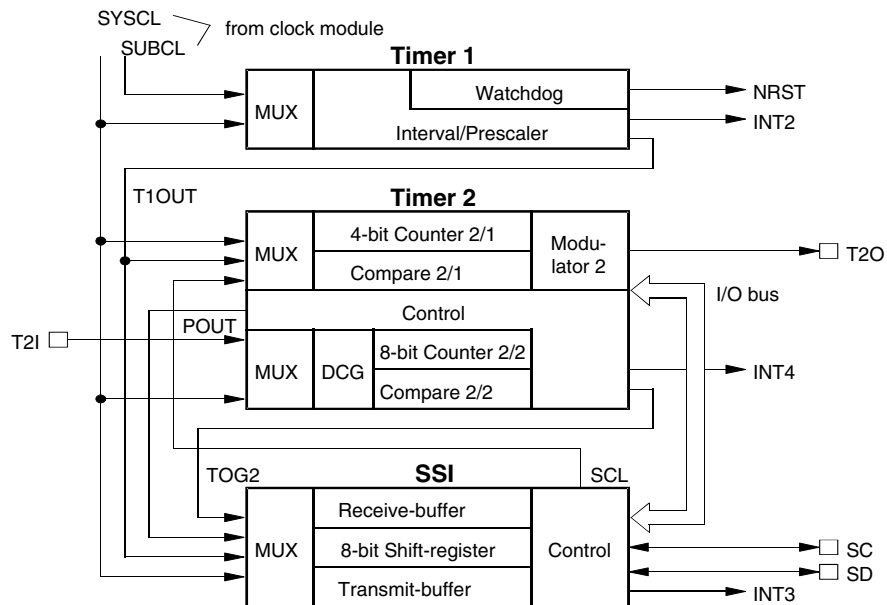 SYSCL
SUBCL
from clock module
Timer 1
MUX
Watchdog
Interval/Prescaler
NRST
INT2
T1OUT
Timer 2
MUX
4-bit Counter 2/1
Compare 2/1
Modu-
lator 2
T2O
I/O bus
Control
POUT
T2I
MUX
DCG
8-bit Counter 2/2
Compare 2/2
INT4
TOG2
SSI
SCL
MUX
Receive-buffer
8-bit Shift-register
Transmit-buffer
Control
SC
SD
INT3